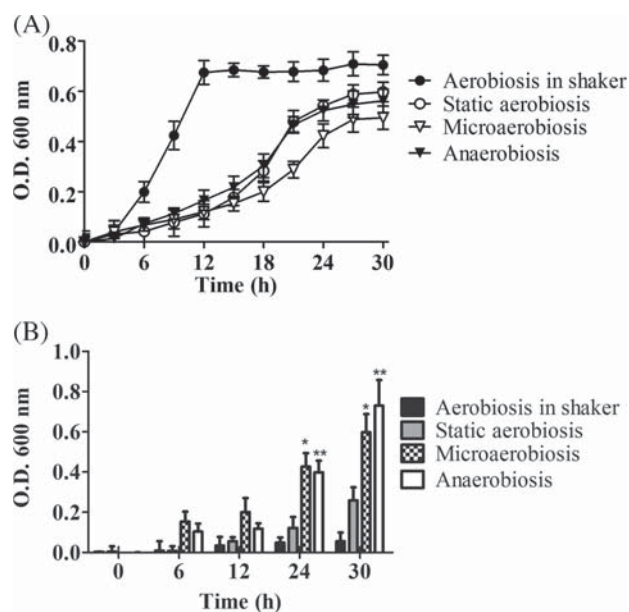 (A)
O.D. 600 nm
0.8
0.6
0.4
0.2
0.0
0 6 12 18 24 30
Time (h)
Aerobiosis in shaker
Static aerobiosis
Microaerobiosis
Anaerobiosis
(B)
O.D. 600 nm
1.0
0.8
0.6
0.4
0.2
0.0
* **
* **
0 6 12 24 30
Time (h)
Aerobiosis in shaker
Static aerobiosis
Microaerobiosis
Anaerobiosis